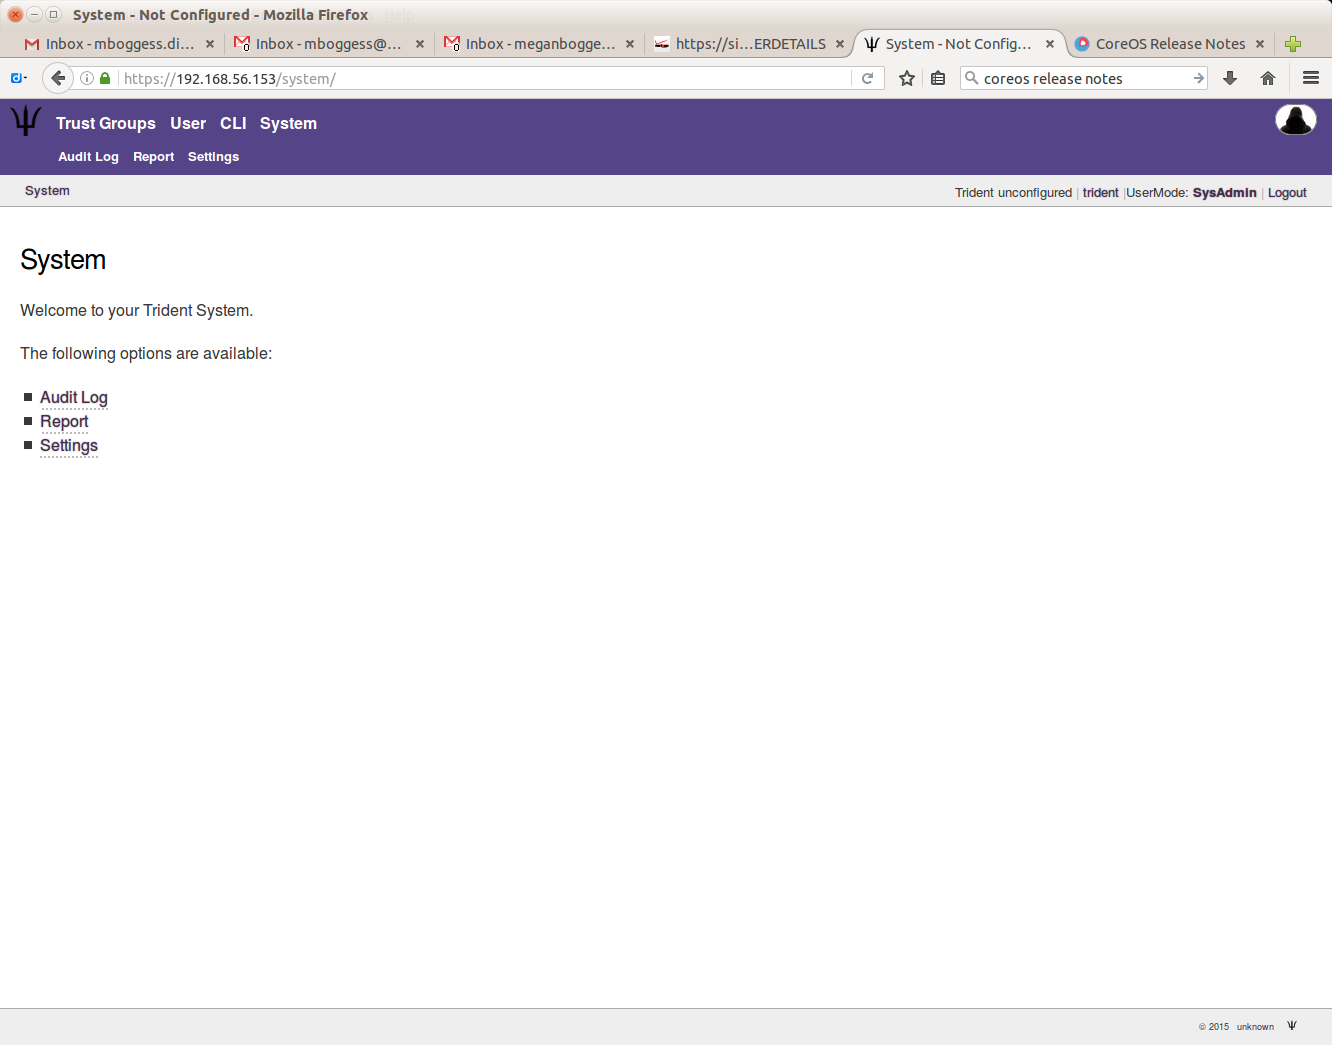 System - Not Configured - Mozilla Firefox Help
Inbox - mboggess.di... Inbox - mboggess@... Inbox - meganbogge... https://si...ERDETAILS System - Not Config... CoreOS Release Notes
https://192.168.56.153/system/ coreos release notes
Trust Groups User CLI System
Audit Log Report Settings
System Trident unconfigured | trident |UserMode: SysAdmin | Logout
System
Welcome to your Trident System.
The following options are available:
Audit Log
Report
Settings
© 2015 unknown